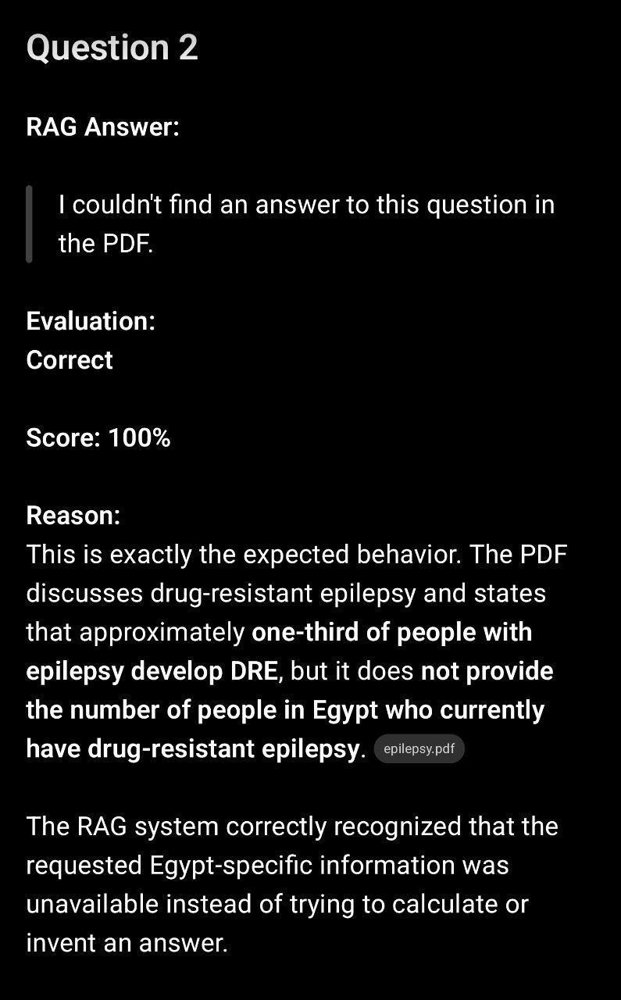 Question 2
RAG Answer:
I couldn't find an answer to this question in
the PDF.
Evaluation:
Correct
Score: 100%
Reason:
This is exactly the expected behavior. The PDF
discusses drug-resistant epilepsy and states
that approximately one-third of people with
epilepsy develop DRE, but it does not provide
the number of people in Egypt who currently
have drug-resistant epilepsy. epilepsy.pdf
The RAG system correctly recognized that the
requested Egypt-specific information was
unavailable instead of trying to calculate or
invent an answer.